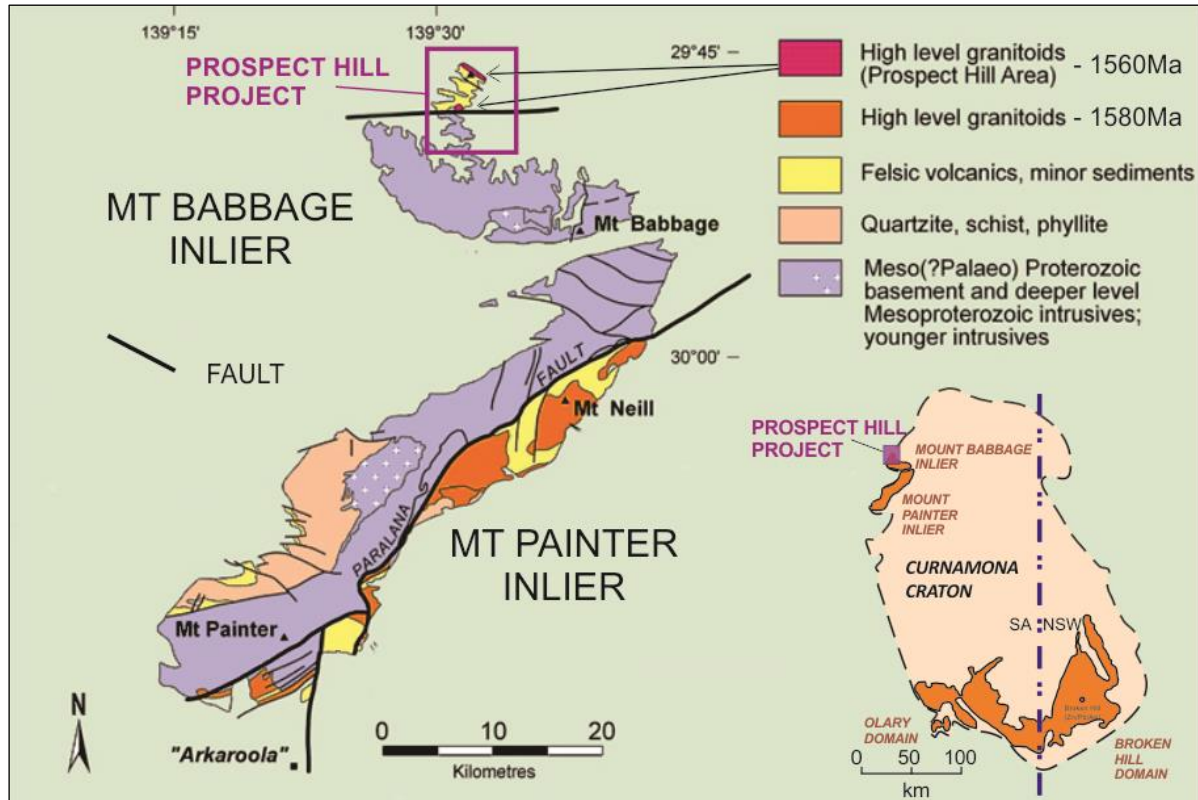 139°15'
139°30'
29°45'
PROSPECT HILL
PROJECT
High level granitoids
(Prospect Hill Area) - 1560Ma
High level granitoids - 1580Ma
Felsic volcanics, minor sediments
Quartzite, schist, phyllite
Meso(?Palaeo) Proterozoic
basement and deeper level
Mesoproterozoic intrusives;
younger intrusives
MT BABBAGE
INLIER
Mt Babbage
FAULT
30°00'
FAULT
Mt Neill
PARALANA
MT PAINTER
INLIER
Mt Painter
N
"Arkaroola"
0 10 20
Kilometres
PROSPECT HILL
PROJECT
MOUNT BABBAGE
INLIER
MOUNT
PAINTER
INLIER
CURNAMONA
CRATON
SA NSW
Broken Hill
OLARY
DOMAIN
BROKEN
HILL
DOMAIN
0 50 100
km